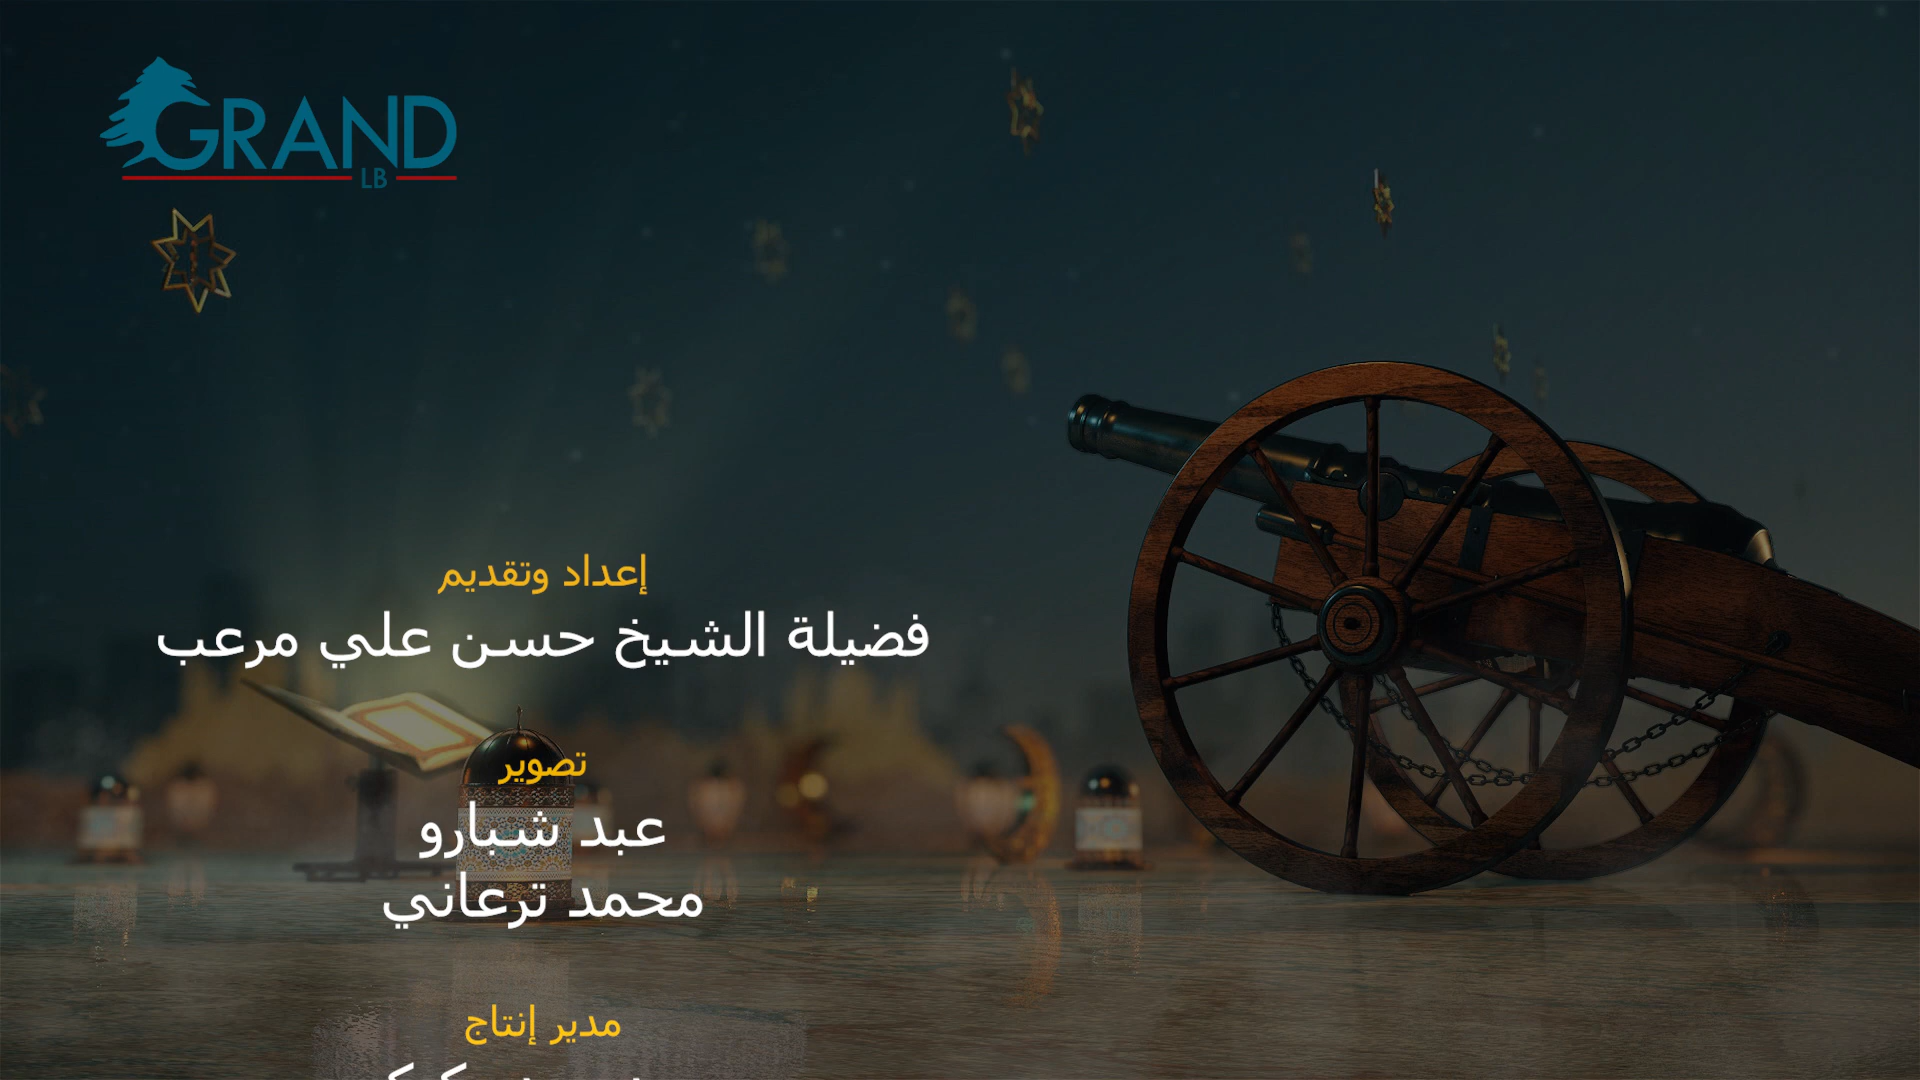 GRAND
LB
إعداد وتقديم
فضيلة الشيخ حسن علي مرعب
تصوير
عبد شبارو
محمد ترعاني
مدير إنتاج